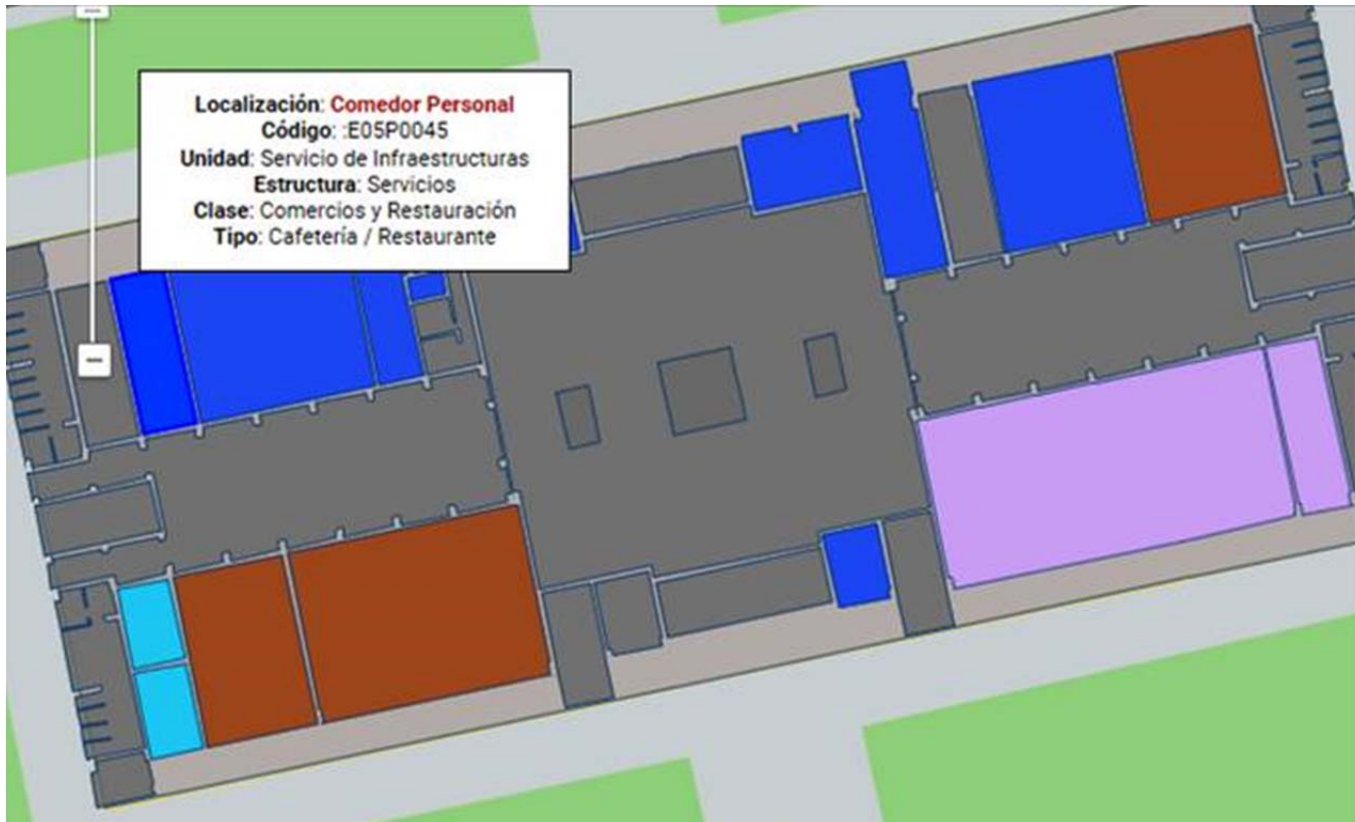 Localización: Comedor Personal
Código: :E05P0045
Unidad: Servicio de Infraestructuras
Estructura: Servicios
Clase: Comercios y Restauración
Tipo: Cafetería / Restaurante